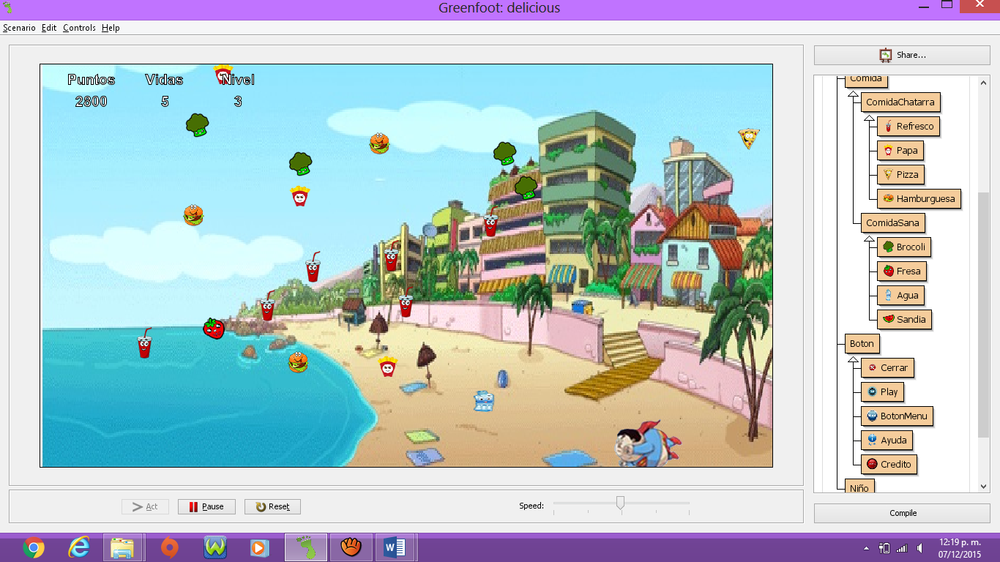 Greenfoot: delicious
Scenario Edit Controls Help
Puntos Vidas Nivel
2800 5 3
Share...
Comida
ComidaChatarra
Refresco
Papa
Pizza
Hamburguesa
ComidaSana
Brocoli
Fresa
Agua
Sandia
Boton
Cerrar
Play
BotonMenu
Ayuda
Credito
Niño
Act Pause Reset Speed:
Compile
12:19 p. m.
07/12/2015